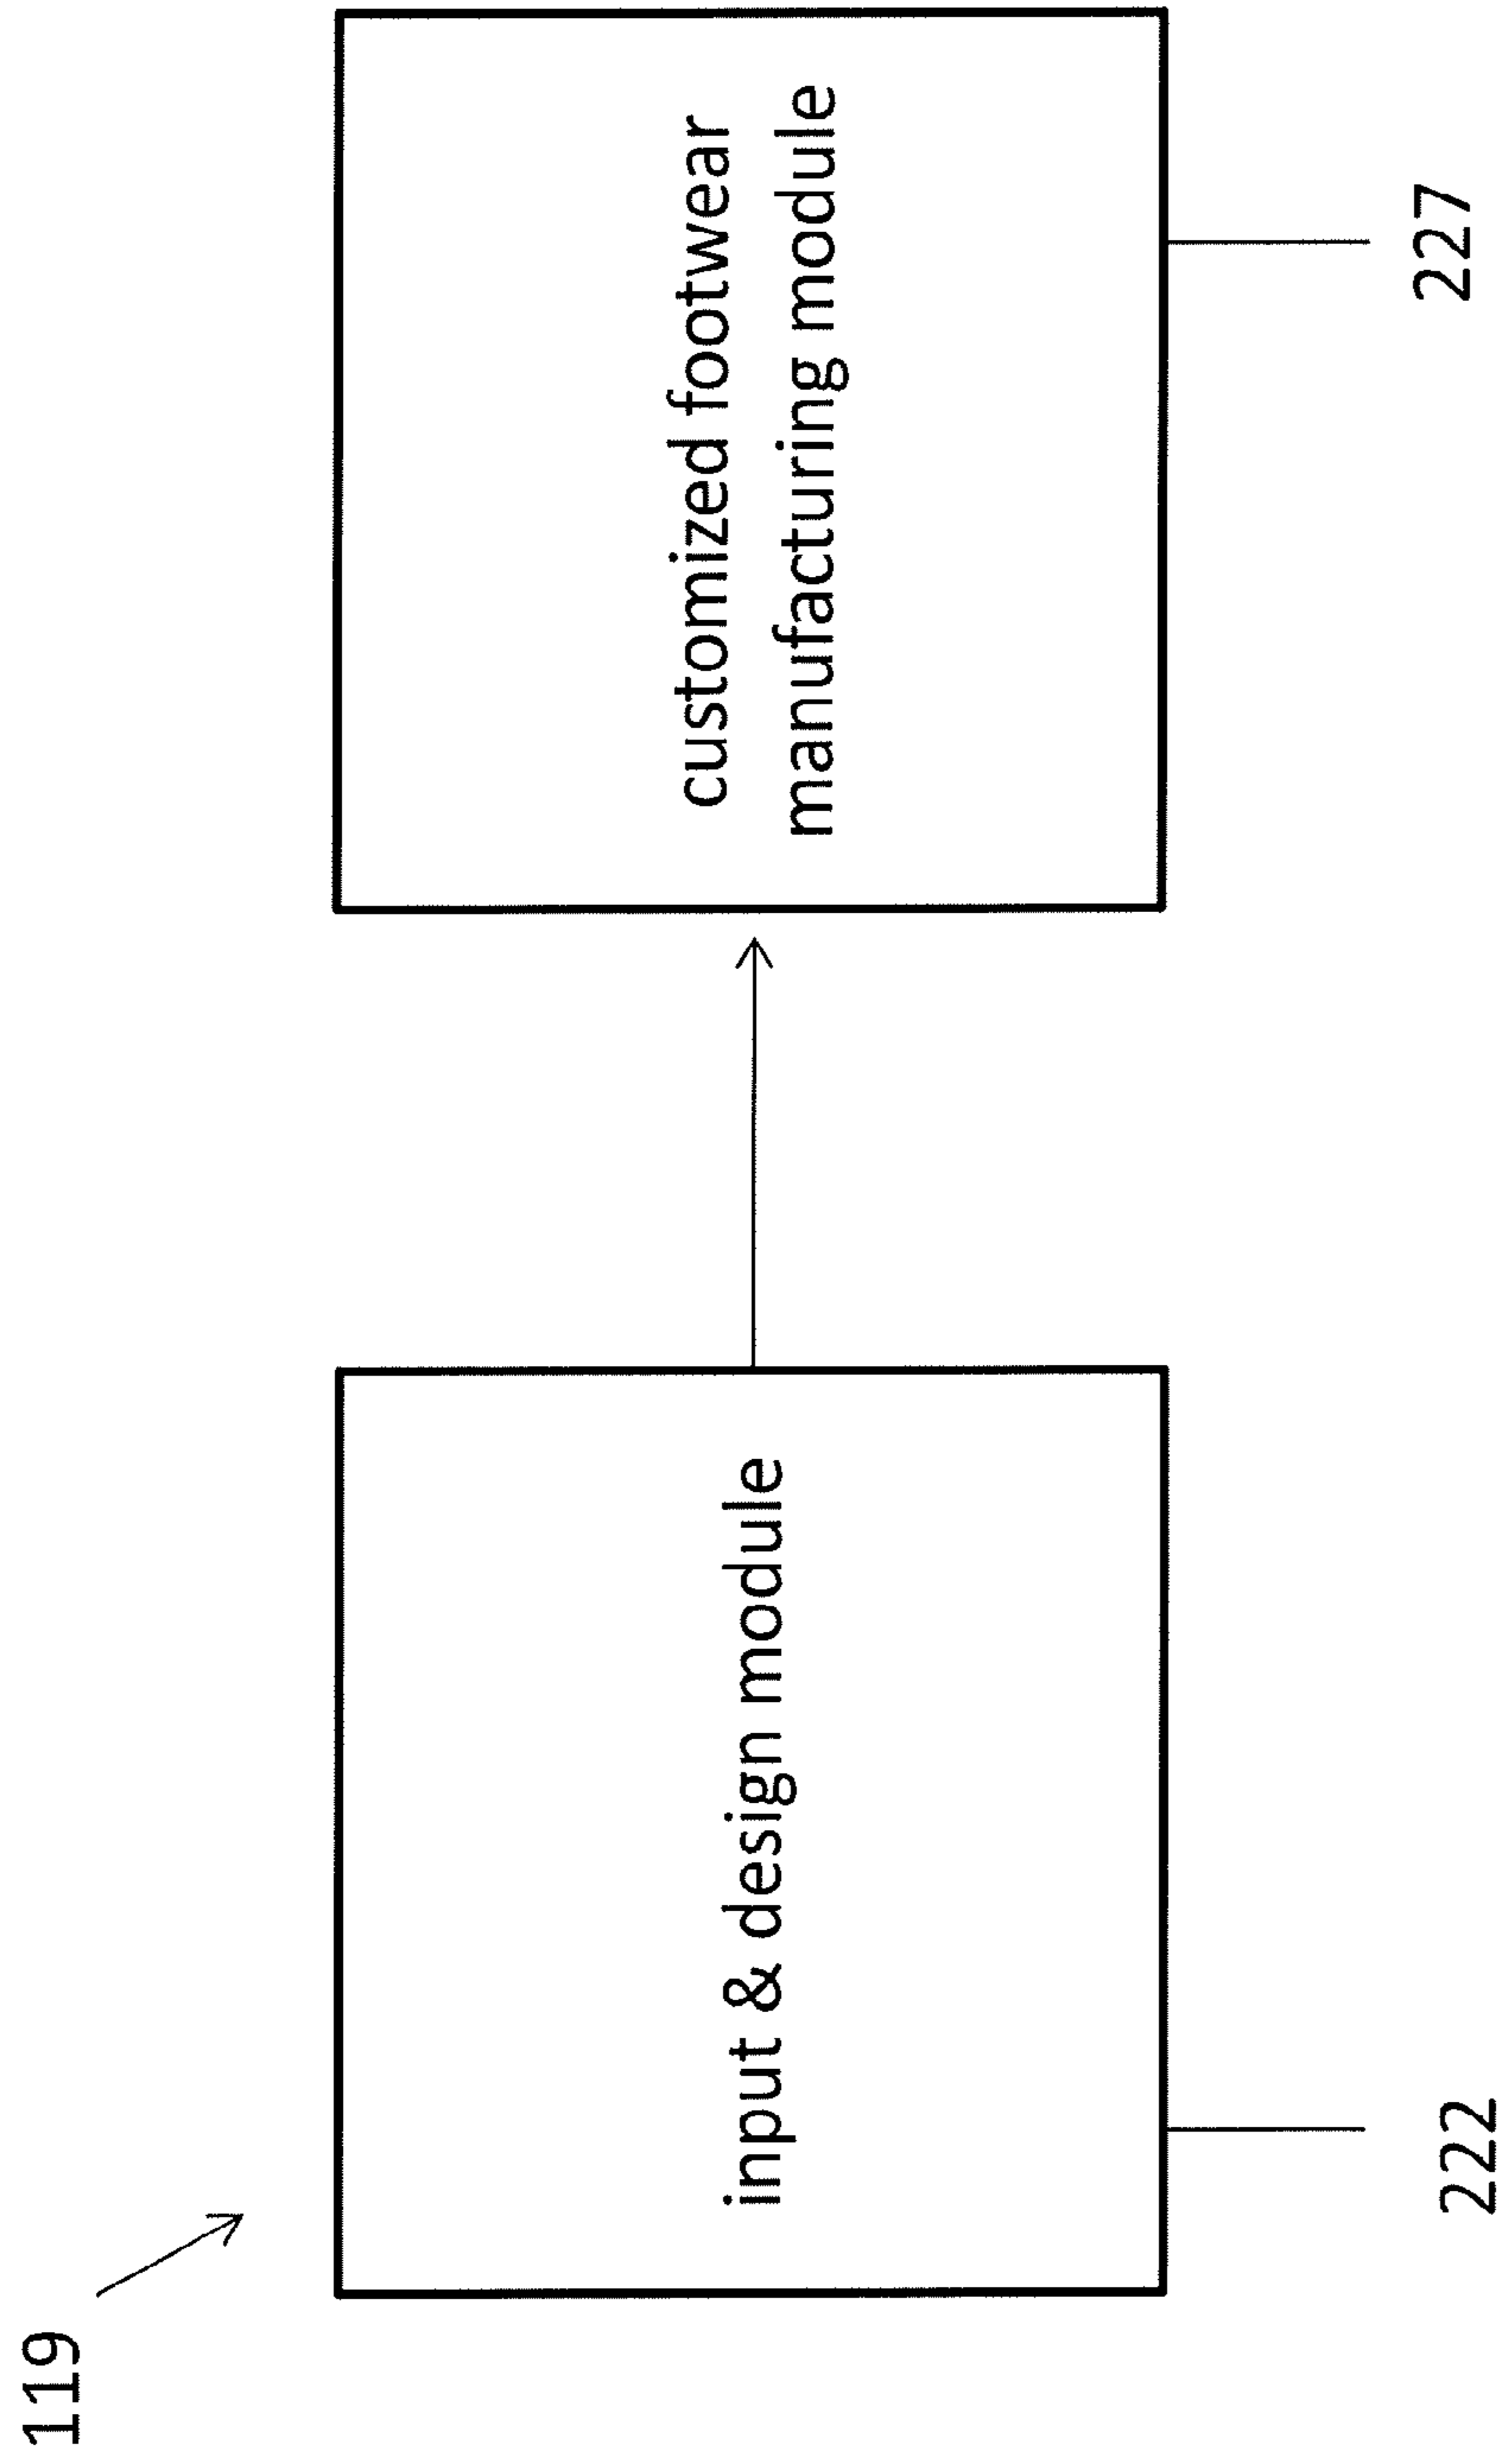 119
input & design module
222
customized footwear
manufacturing module
227